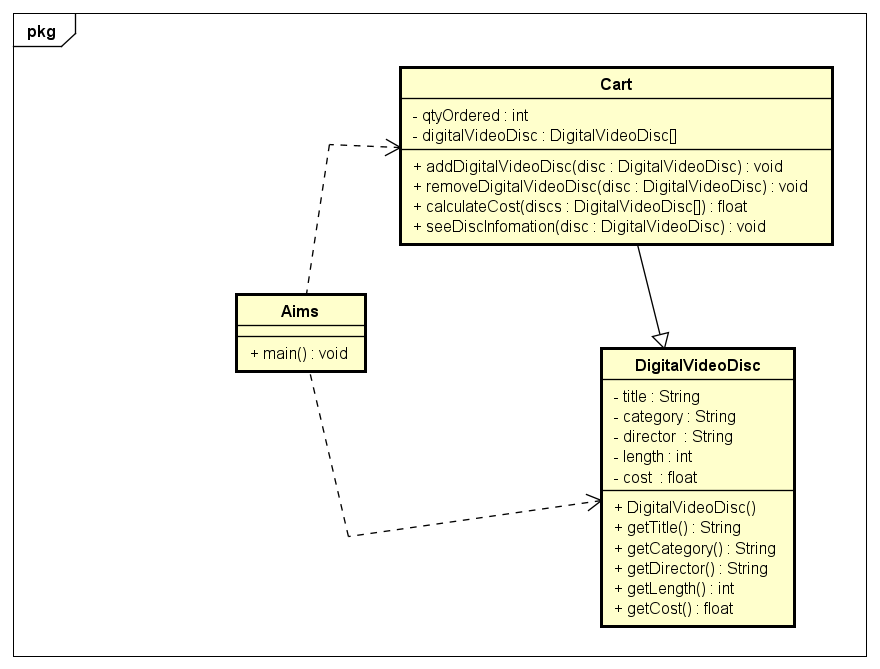 pkg
Cart
- qtyOrdered : int
- digitalVideoDisc : DigitalVideoDisc[]
+ addDigitalVideoDisc(disc : DigitalVideoDisc) : void
+ removeDigitalVideoDisc(disc : DigitalVideoDisc) : void
+ calculateCost(discs : DigitalVideoDisc[]) : float
+ seeDiscInfomation(disc : DigitalVideoDisc) : void
Aims
+ main() : void
DigitalVideoDisc
- title : String
- category : String
- director : String
- length : int
- cost : float
+ DigitalVideoDisc()
+ getTitle() : String
+ getCategory() : String
+ getDirector() : String
+ getLength() : int
+ getCost() : float